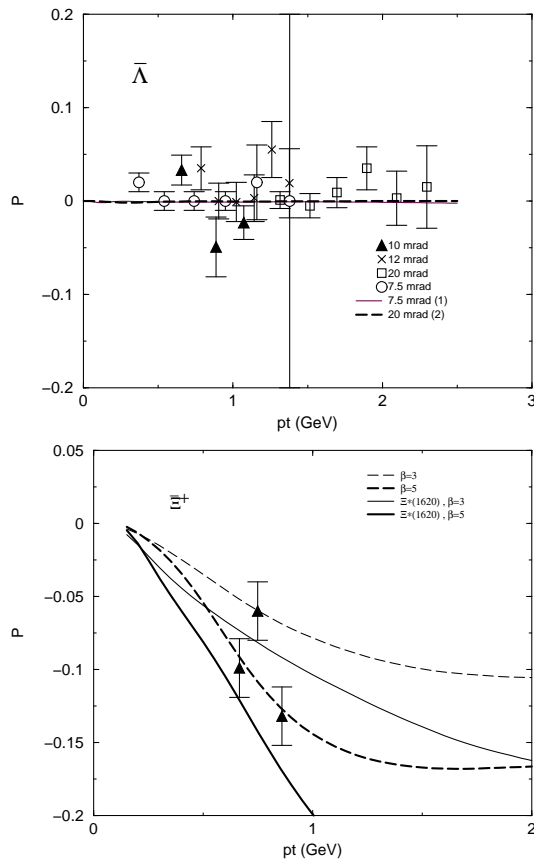 Λ̄
0.2
0.1
0
−0.1
−0.2
P
10 mrad
12 mrad
20 mrad
7.5 mrad
7.5 mrad (1)
20 mrad (2)
0 1 2 3
pt (GeV)
0.05
0
−0.05
−0.1
−0.15
−0.2
P
Ξ̄+
β=3
β=5
Ξ*(1620) , β=3
Ξ*(1620) , β=5
0 1 2
pt (GeV)